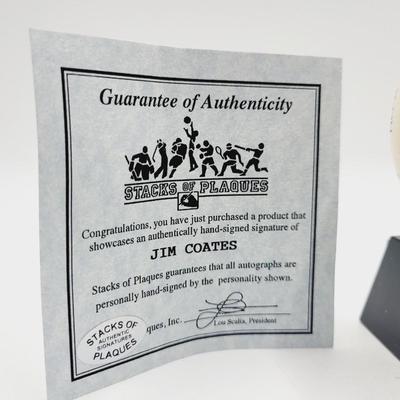 Guarantee of Authenticity
STACKS OF PLAQUES
Congratulations, you have just purchased a product that
showcases an authentically hand-signed signature of
JIM COATES
Stacks of Plaques guarantees that all autographs are
personally hand-signed by the personality shown.
ques, Inc.
Lou Scalia, President
STACKS OF
AUTHENTIC
SIGNATURES
PLAQUES